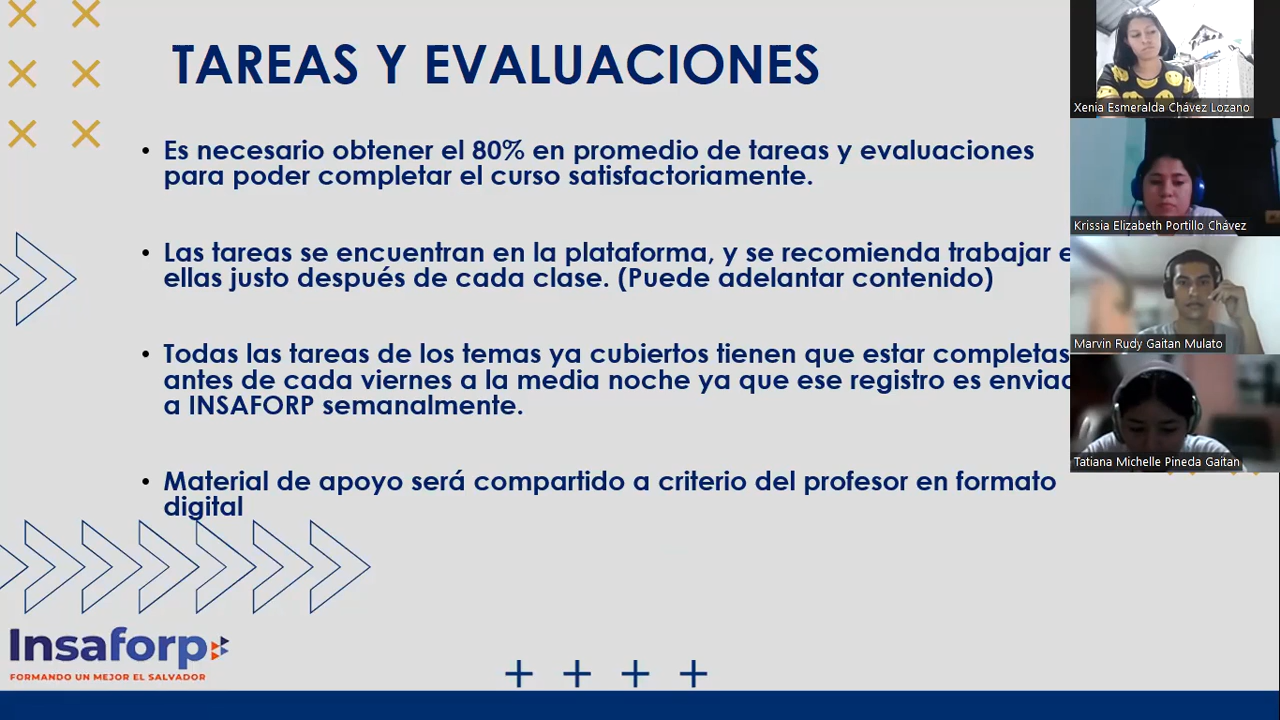 TAREAS Y EVALUACIONES
• Es necesario obtener el 80% en promedio de tareas y evaluaciones
para poder completar el curso satisfactoriamente.
• Las tareas se encuentran en la plataforma, y se recomienda trabajar e
ellas justo después de cada clase. (Puede adelantar contenido)
• Todas las tareas de los temas ya cubiertos tienen que estar completas
antes de cada viernes a la media noche ya que ese registro es enviad
a INSAFORP semanalmente.
• Material de apoyo será compartido a criterio del profesor en formato
digital
Insaforp
FORMANDO UN MEJOR EL SALVADOR
Xenia Esmeralda Chávez Lozano
Krissia Elizabeth Portillo Chávez
Marvin Rudy Gaitan Mulato
Tatiana Michelle Pineda Gaitan